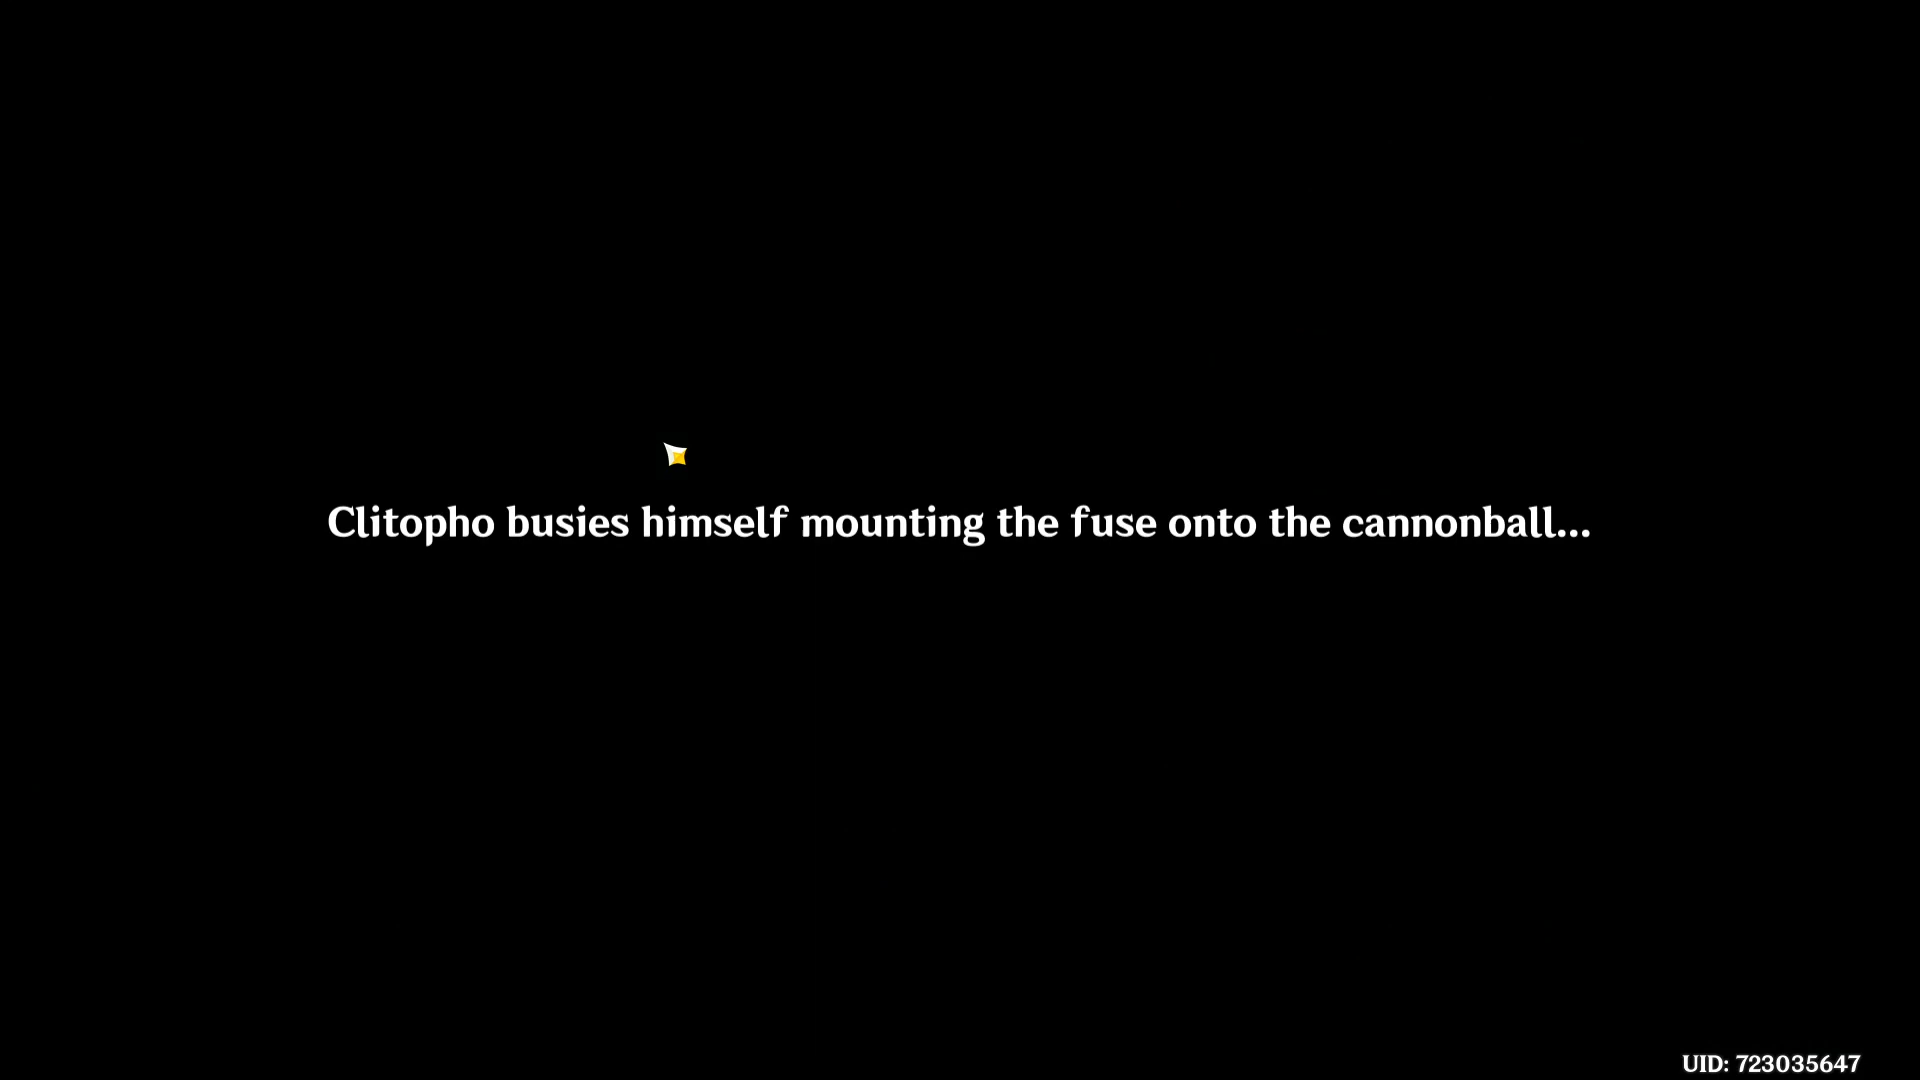 Clitopho busies himself mounting the fuse onto the cannonball...
UID: 723035647